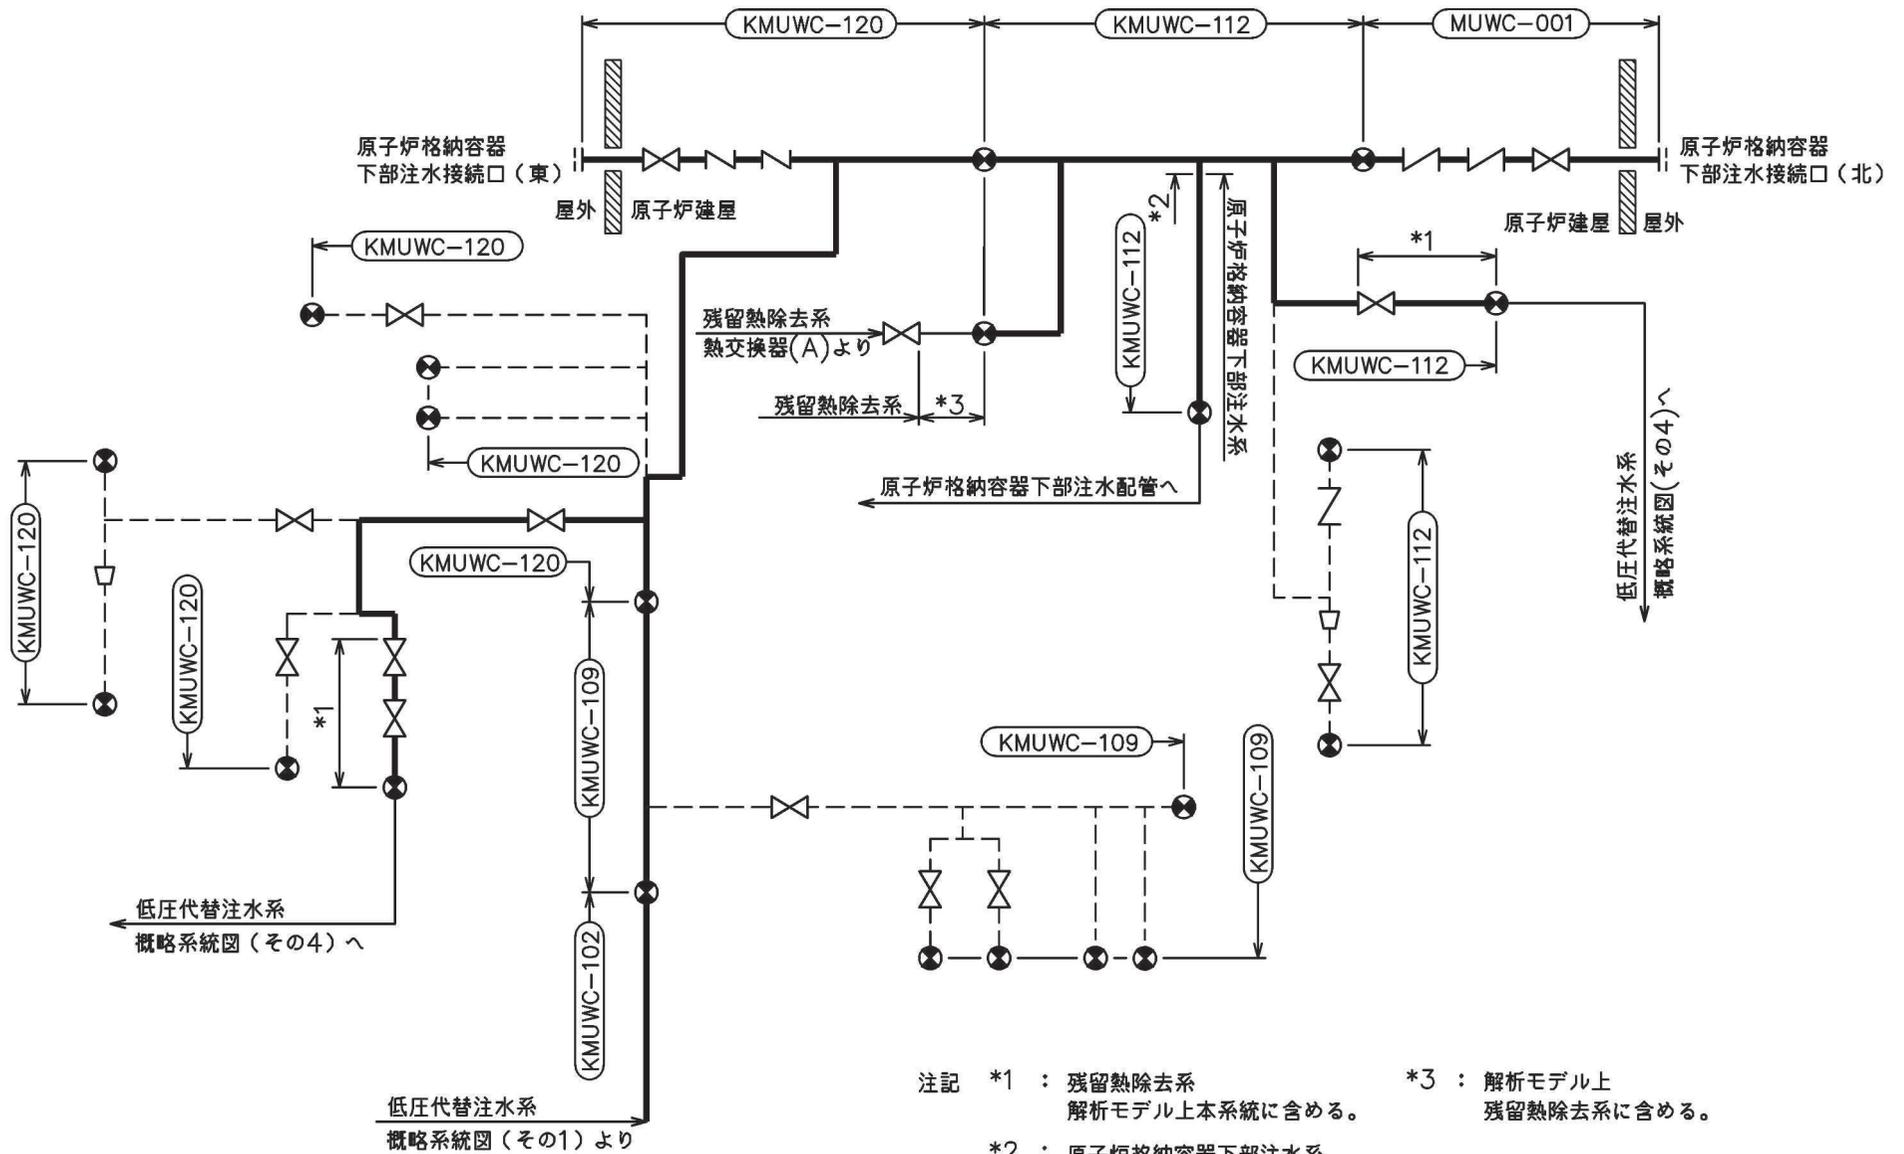 KMUWC-120
KMUWC-112
MUWC-001
原子炉格納容器
下部注水接続口（東）
原子炉格納容器
下部注水接続口（北）
屋外
原子炉建屋
原子炉建屋
屋外
*2
原子炉格納容器下部注水系
KMUWC-112
*1
KMUWC-120
残留熱除去系
熱交換器(A)より
残留熱除去系
*3
KMUWC-112
KMUWC-120
原子炉格納容器下部注水配管へ
低圧代替注水系
概略系統図(その4)へ
KMUWC-120
KMUWC-120
KMUWC-120
*1
KMUWC-109
KMUWC-112
KMUWC-109
KMUWC-109
低圧代替注水系
概略系統図（その4）へ
KMUWC-102
低圧代替注水系
概略系統図（その1）より
注記 *1 ： 残留熱除去系
解析モデル上本系統に含める。
*2 ： 原子炉格納容器下部注水系
*3 ： 解析モデル上
残留熱除去系に含める。